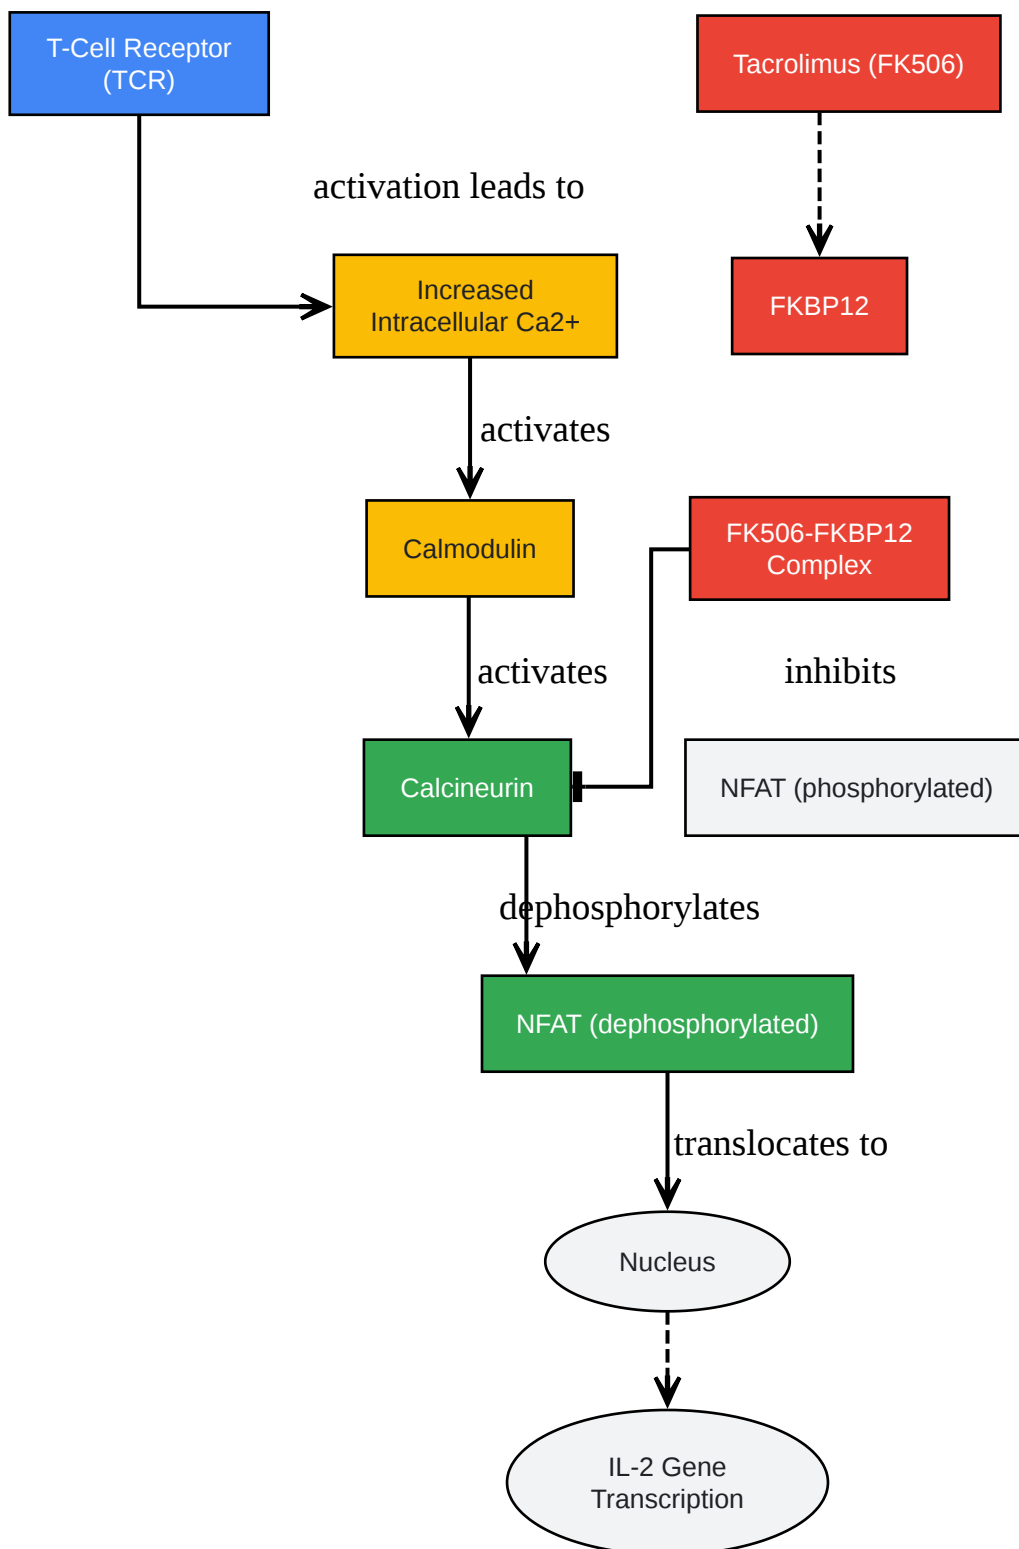 T-Cell Receptor
(TCR)
Tacrolimus (FK506)
activation leads to
Increased
Intracellular Ca2+
FKBP12
activates
Calmodulin
FK506-FKBP12
Complex
activates
inhibits
Calcineurin
NFAT (phosphorylated)
dephosphorylates
NFAT (dephosphorylated)
translocates to
Nucleus
IL-2 Gene
Transcription